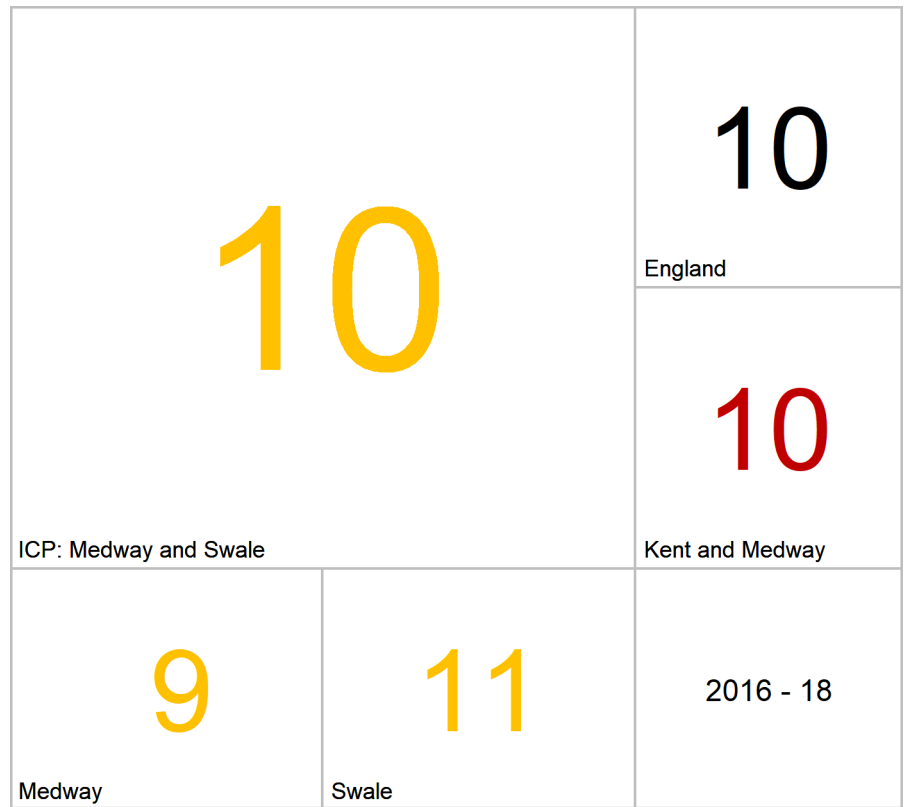 10
ICP: Medway and Swale
10
England
10
Kent and Medway
9
Medway
11
Swale
2016 - 18